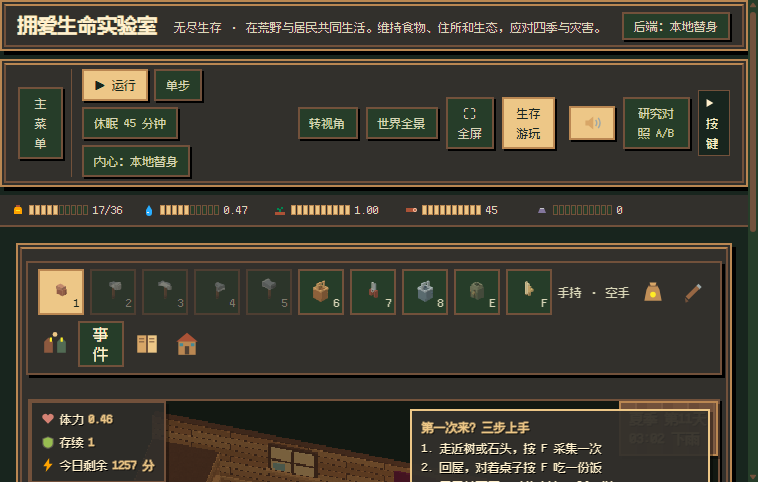 拥爱生命实验室 无尽生存 · 在荒野与居民共同生活。维持食物、住所和生态，应对四季与灾害。 后端: 本地替身
主菜单
▶ 运行 单步
休眠 45 分钟
内心: 本地替身
转视角 世界全景 全屏 生存游玩 研究对照 A/B ▶ 按键
17/36 0.47 1.00 45 0
1 2 3 4 5 6 7 8 E F 手持 · 空手
事件
体力 0.46
存续 1
今日剩余 1257 分
第一次来? 三步上手
1. 走近树或石头，按 F 采集一次
2. 回屋，对着桌子按 F 吃一份饭